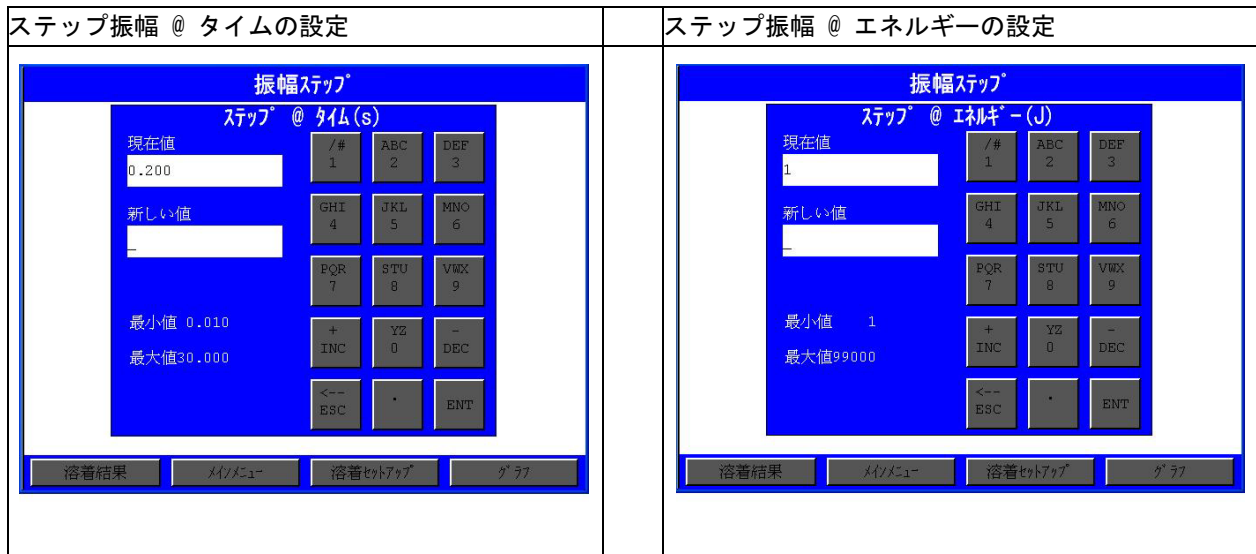 ステップ振幅 @ タイムの設定
振幅ｽﾃｯﾌﾟ
ｽﾃｯﾌﾟ @ ﾀｲﾑ(s)
現在値
0.200
新しい値
_
最小値 0.010
最大値30.000
/# ABC DEF
1 2 3
GHI JKL MNO
4 5 6
PQR STU VWX
7 8 9
+ YZ -
INC 0 DEC
<-- . ENT
ESC
溶着結果 ﾒｲﾝﾒﾆｭｰ 溶着ｾｯﾄｱｯﾌﾟ ｸﾞﾗﾌ
ステップ振幅 @ エネルギーの設定
振幅ｽﾃｯﾌﾟ
ｽﾃｯﾌﾟ @ ｴﾈﾙｷﾞｰ(J)
現在値
1
新しい値
_
最小値 1
最大値99000
/# ABC DEF
1 2 3
GHI JKL MNO
4 5 6
PQR STU VWX
7 8 9
+ YZ -
INC 0 DEC
<-- . ENT
ESC
溶着結果 ﾒｲﾝﾒﾆｭｰ 溶着ｾｯﾄｱｯﾌﾟ ｸﾞﾗﾌ